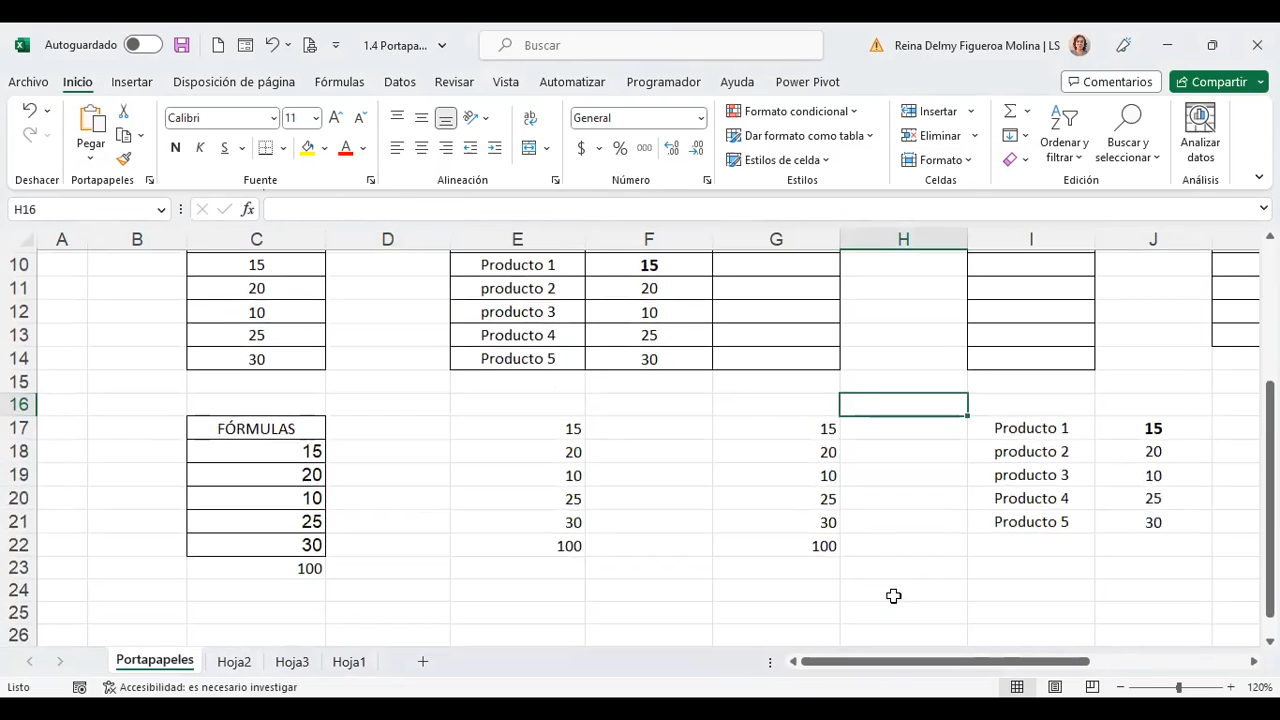 Autoguardado 1.4 Portapa... Buscar Reina Delmy Figueroa Molina | LS
Archivo Inicio Insertar Disposición de página Fórmulas Datos Revisar Vista Automatizar Programador Ayuda Power Pivot Comentarios Compartir
Calibri 11 General Formato condicional Insertar
Pegar Dar formato como tabla Eliminar Ordenar y filtrar Buscar y seleccionar Analizar datos
N K S $ % 000 Estilos de celda Formato
Deshacer Portapapeles Fuente Alineación Número Estilos Celdas Edición Análisis
H16 fx
A B C D E F G H I J
10 15 Producto 1 15
11 20 producto 2 20
12 10 producto 3 10
13 25 Producto 4 25
14 30 Producto 5 30
15
16
17 FÓRMULAS 15 15 Producto 1 15
18 15 20 20 producto 2 20
19 20 10 10 producto 3 10
20 10 25 25 Producto 4 25
21 25 30 30 Producto 5 30
22 30 100 100
23 100
24
25
26
Portapapeles Hoja2 Hoja3 Hoja1
Listo Accesibilidad: es necesario investigar 120%